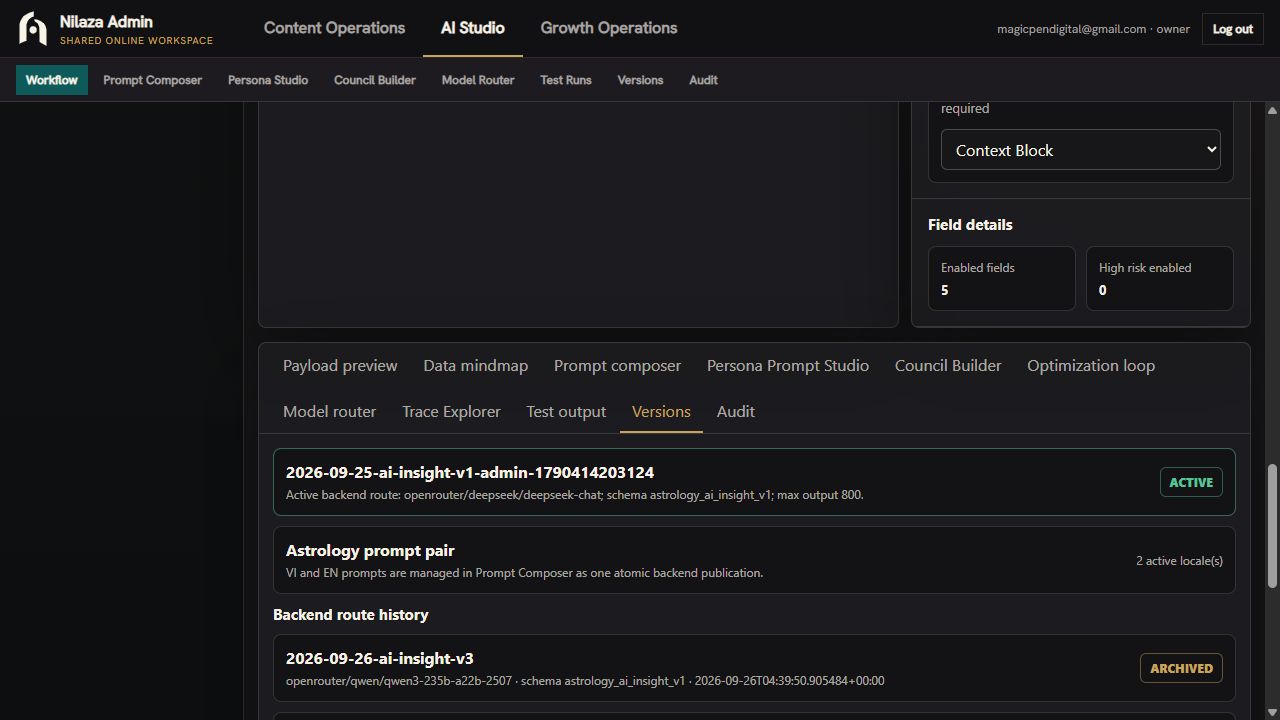 Nilaza Admin
SHARED ONLINE WORKSPACE
Content Operations
AI Studio
Growth Operations
magicpendigital@gmail.com · owner
Log out
Workflow
Prompt Composer
Persona Studio
Council Builder
Model Router
Test Runs
Versions
Audit
required
Context Block
Field details
Enabled fields
5
High risk enabled
0
Payload preview
Data mindmap
Prompt composer
Persona Prompt Studio
Council Builder
Optimization loop
Model router
Trace Explorer
Test output
Versions
Audit
2026-09-25-ai-insight-v1-admin-1790414203124
Active backend route: openrouter/deepseek/deepseek-chat; schema astrology_ai_insight_v1; max output 800.
ACTIVE
Astrology prompt pair
VI and EN prompts are managed in Prompt Composer as one atomic backend publication.
2 active locale(s)
Backend route history
2026-09-26-ai-insight-v3
openrouter/qwen/qwen3-235b-a22b-2507 · schema astrology_ai_insight_v1 · 2026-09-26T04:39:50.905484+00:00
ARCHIVED